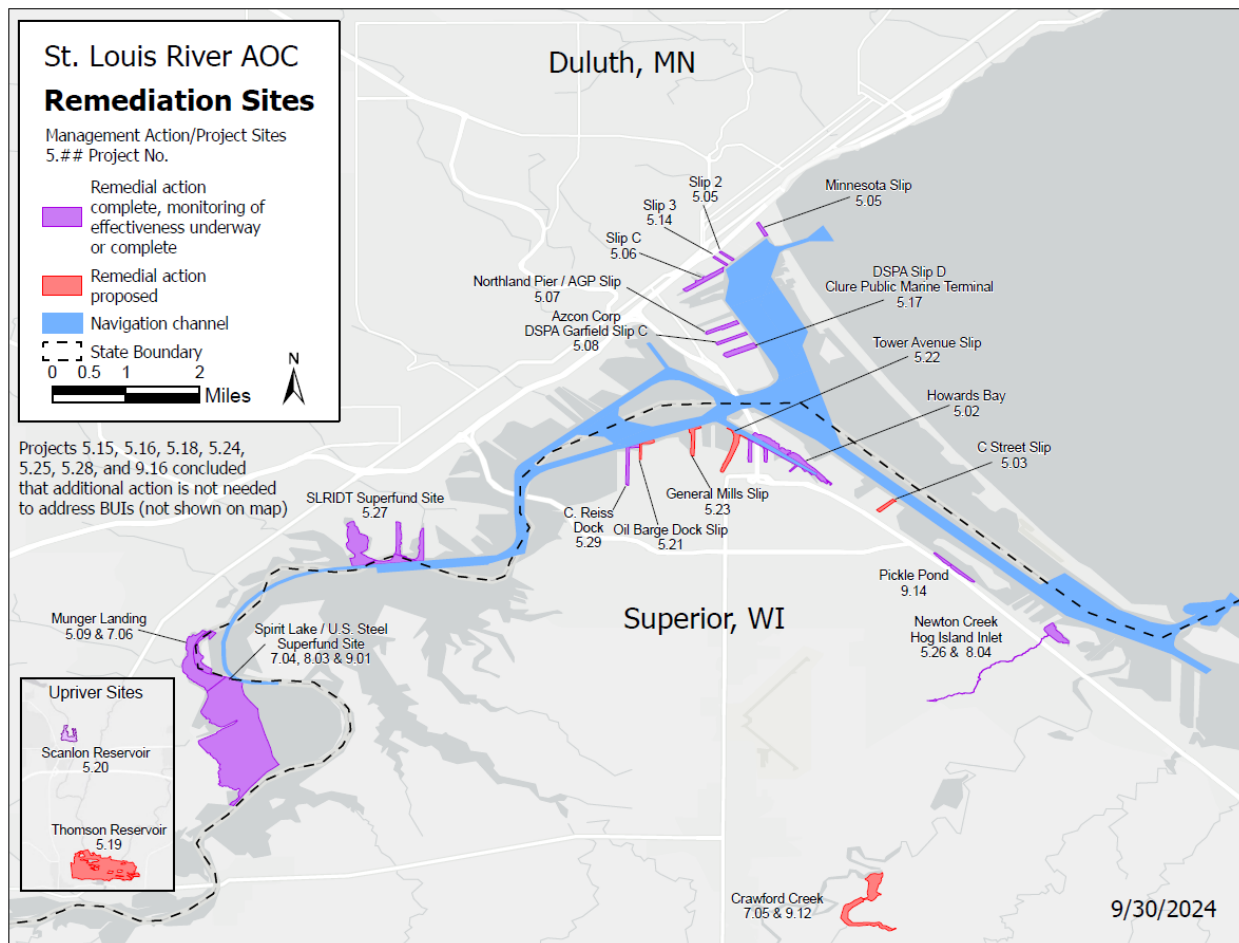 St. Louis River AOC
Remediation Sites
Management Action/Project Sites
5.## Project No.
Remedial action
complete, monitoring of
effectiveness underway
or complete
Remedial action
proposed
Navigation channel
State Boundary
0 0.5 1 2
Miles
N
Projects 5.15, 5.16, 5.18, 5.24,
5.25, 5.28, and 9.16 concluded
that additional action is not needed
to address BUIs (not shown on map)
Duluth, MN
Slip 2
5.05
Minnesota Slip
5.05
Slip 3
5.14
Slip C
5.06
Northland Pier / AGP Slip
5.07
DSPA Slip D
Clure Public Marine Terminal
5.17
Azcon Corp
DSPA Garfield Slip C
5.08
Tower Avenue Slip
5.22
Howards Bay
5.02
C Street Slip
5.03
General Mills Slip
5.23
C. Reiss
Dock
5.29
Oil Barge Dock Slip
5.21
SLRIDT Superfund Site
5.27
Pickle Pond
9.14
Superior, WI
Newton Creek
Hog Island Inlet
5.26 & 8.04
Munger Landing
5.09 & 7.06
Spirit Lake / U.S. Steel
Superfund Site
7.04, 8.03 & 9.01
Upriver Sites
Scanlon Reservoir
5.20
Thomson Reservoir
5.19
Crawford Creek
7.05 & 9.12
9/30/2024